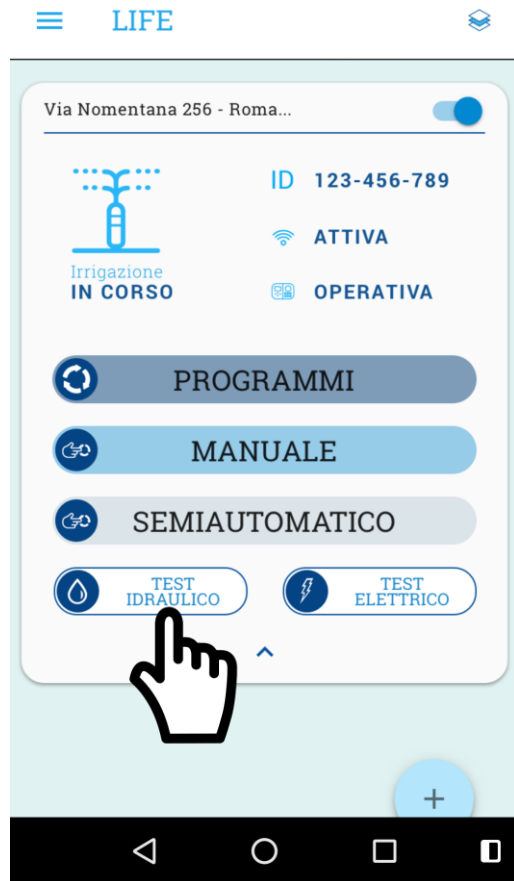 LIFE
Via Nomentana 256 - Roma...
ID 123-456-789
ATTIVA
Irrigazione
IN CORSO
OPERATIVA
PROGRAMMI
MANUALE
SEMIAUTOMATICO
TEST
IDRAULICO
TEST
ELETTRICO
+